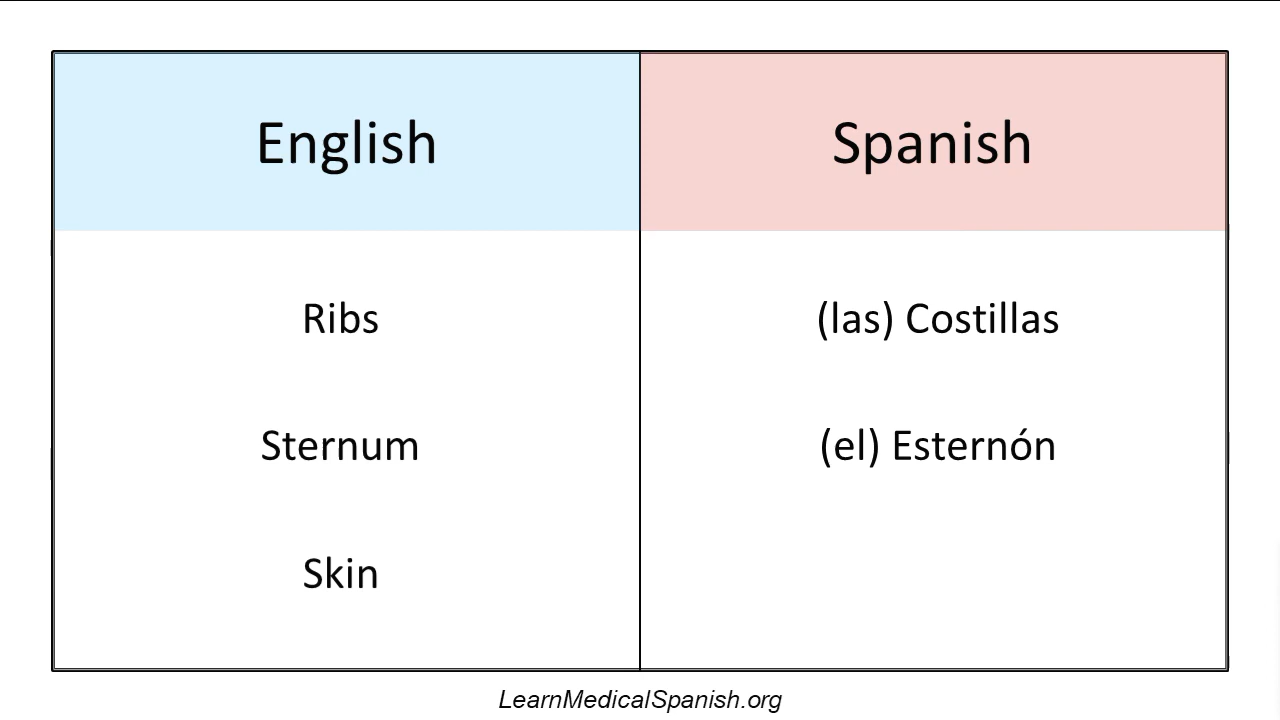 English Spanish
Ribs (las) Costillas
Sternum (el) Esternón
Skin
LearnMedicalSpanish.org